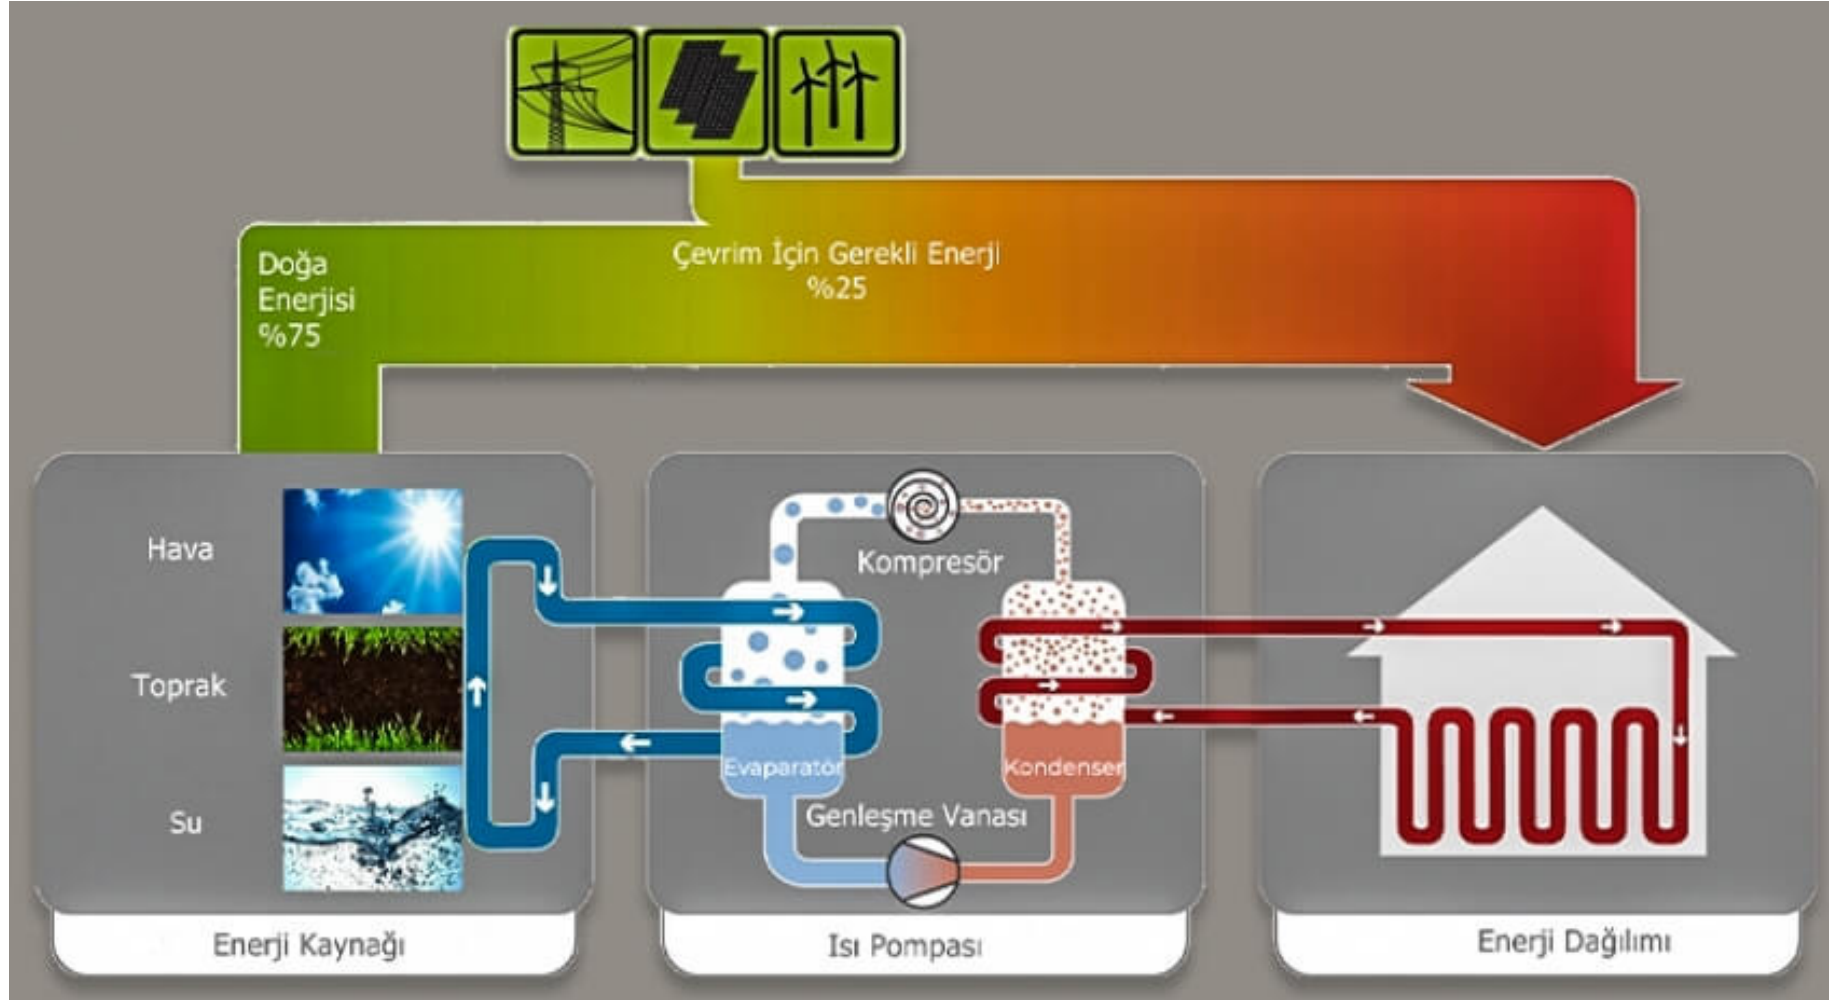 Doğa
Enerjisi
%75
Çevrim İçin Gerekli Enerji
%25
Hava
Toprak
Su
Kompresör
Evaparatör
Kondenser
Genleşme Vanası
Enerji Kaynağı
Isı Pompası
Enerji Dağılımı